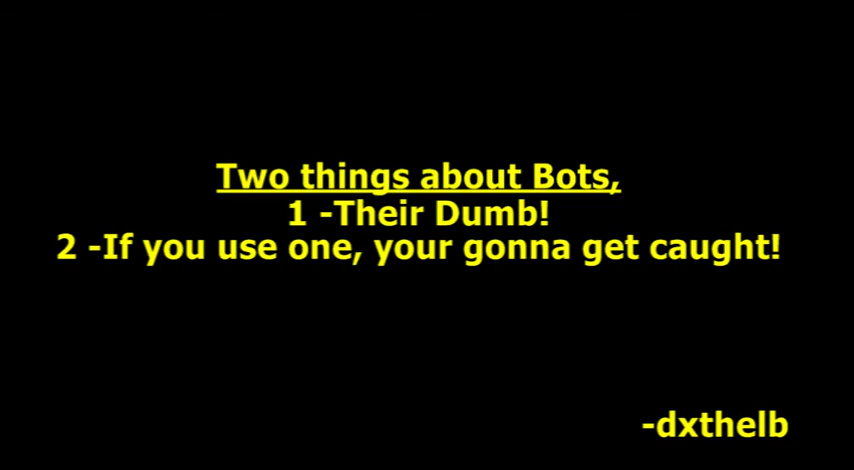 Two things about Bots,
1 -Their Dumb!
2 -If you use one, your gonna get caught!
-dxthelb